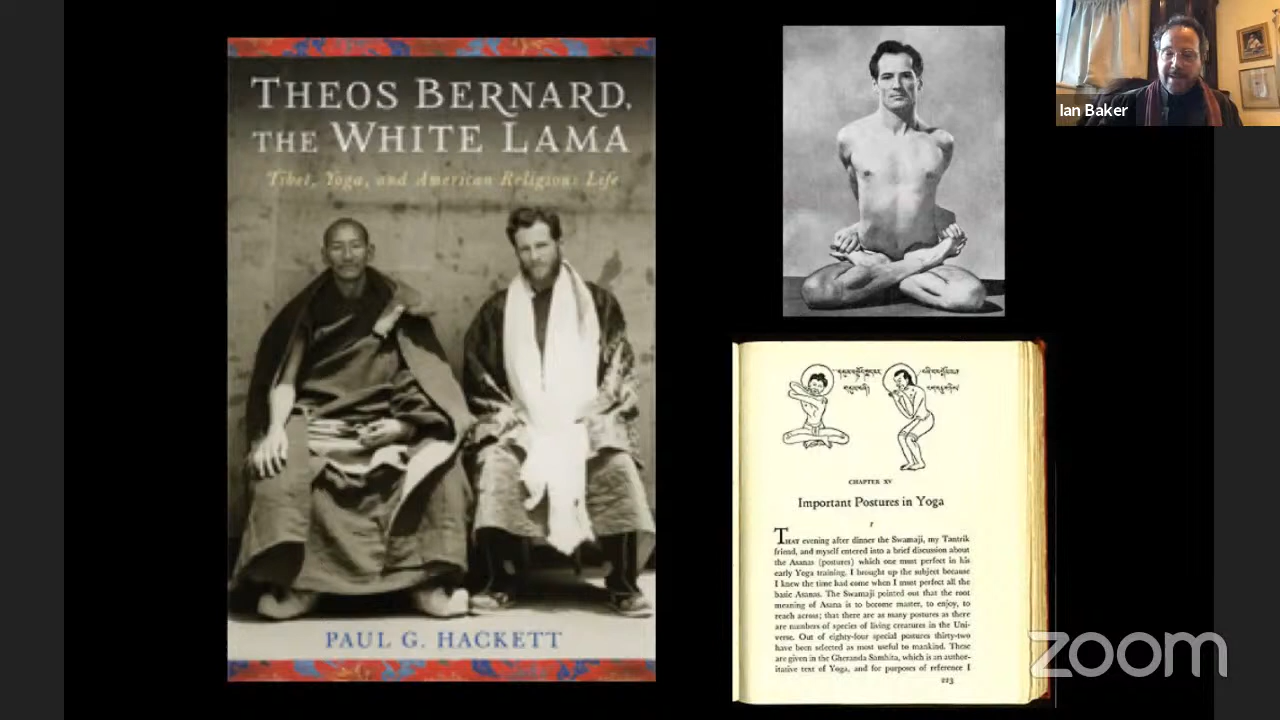 THEOS BERNARD,
THE WHITE LAMA
Tibet, Yoga, and American Religious Life
PAUL G. HACKETT
Ian Baker
CHAPTER XV
Important Postures in Yoga
I
THAT evening after dinner the Swamaji, my Tantrik
friend, and myself entered into a brief discussion about
the Asanas (postures) which one must perfect in his
early Yoga training. I brought up the subject because
I knew the time had come when I must perfect all the
basic Asanas. The Swamaji pointed out that the root
meaning of Asana is to become master, to enjoy, to
reach across; that there are as many postures as there
are numbers of species of living creatures in the Uni-
verse. Out of eighty-four special postures thirty-two
have been selected as most useful to mankind. These
are given in the Gheranda Samhita, which is an author-
itative text of Yoga, and for purposes of reference I
223
zoom